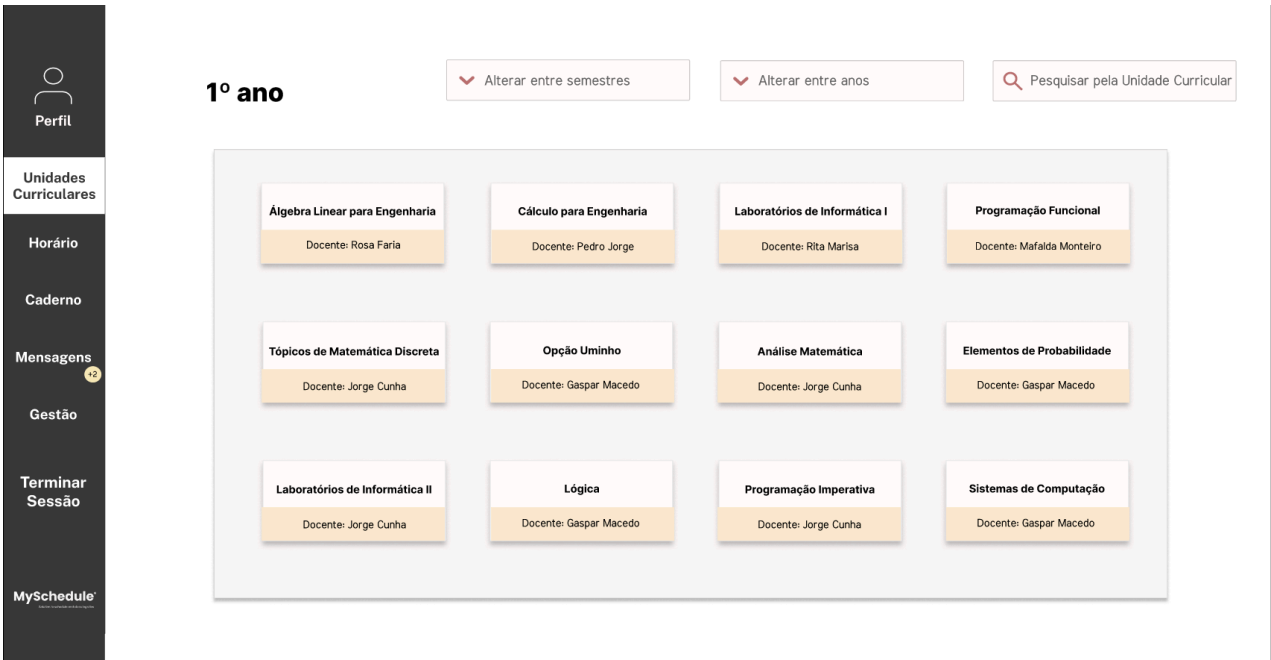 Perfil
Unidades
Curriculares
Horário
Caderno
Mensagens
+2
Gestão
Terminar
Sessão
MySchedule
1º ano
Alterar entre semestres
Alterar entre anos
Pesquisar pela Unidade Curricular
Álgebra Linear para Engenharia
Docente: Rosa Faria
Cálculo para Engenharia
Docente: Pedro Jorge
Laboratórios de Informática I
Docente: Rita Marisa
Programação Funcional
Docente: Mafalda Monteiro
Tópicos de Matemática Discreta
Docente: Jorge Cunha
Opção Uminho
Docente: Gaspar Macedo
Análise Matemática
Docente: Jorge Cunha
Elementos de Probabilidade
Docente: Gaspar Macedo
Laboratórios de Informática II
Docente: Jorge Cunha
Lógica
Docente: Gaspar Macedo
Programação Imperativa
Docente: Jorge Cunha
Sistemas de Computação
Docente: Gaspar Macedo